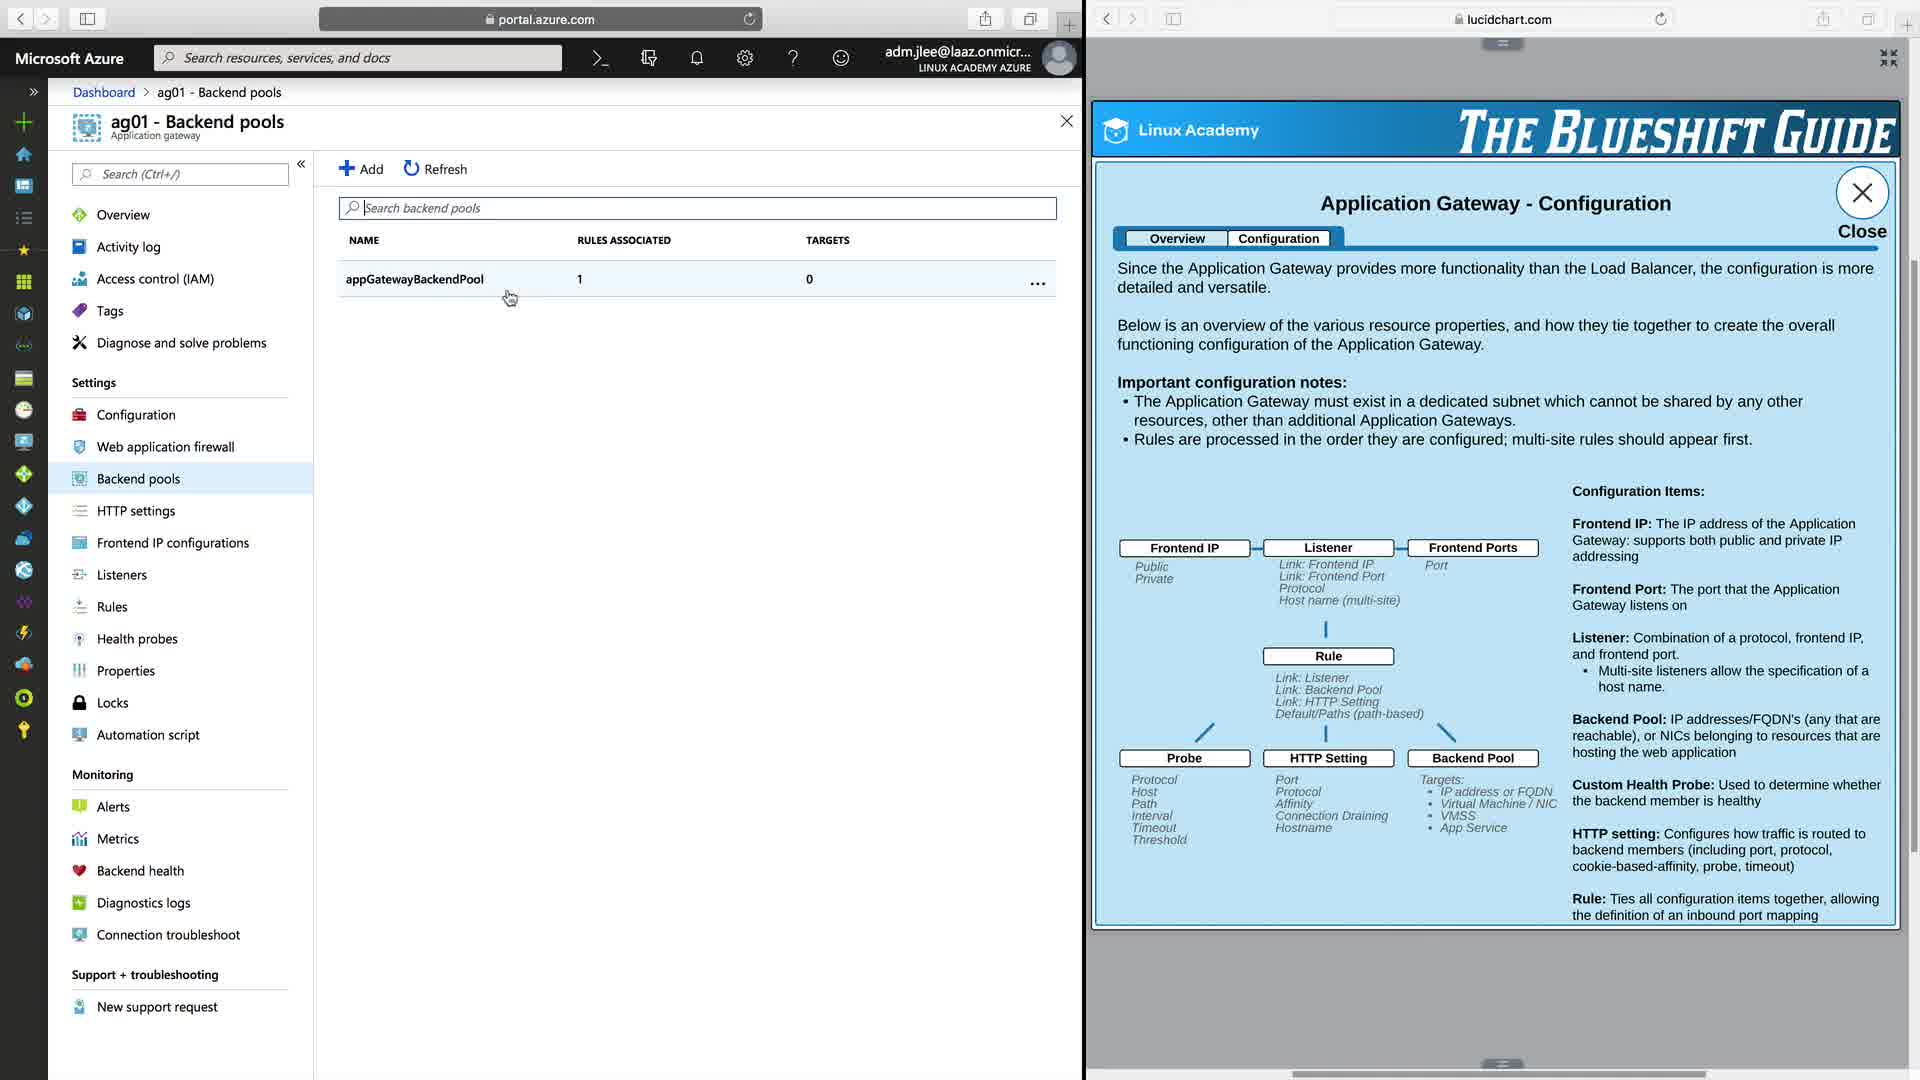 portal.azure.com
Microsoft Azure
Search resources, services, and docs
adm.jlee@laaz.onmicr...
LINUX ACADEMY AZURE
Dashboard > ag01 - Backend pools
ag01 - Backend pools
Application gateway
Search (Ctrl+/)
Overview
Activity log
Access control (IAM)
Tags
Diagnose and solve problems
Settings
Configuration
Web application firewall
Backend pools
HTTP settings
Frontend IP configurations
Listeners
Rules
Health probes
Properties
Locks
Automation script
Monitoring
Alerts
Metrics
Backend health
Diagnostics logs
Connection troubleshoot
Support + troubleshooting
New support request
Add Refresh
Search backend pools
NAME RULES ASSOCIATED TARGETS
appGatewayBackendPool 1 0 ...
lucidchart.com
Linux Academy
THE BLUESHIFT GUIDE
Application Gateway - Configuration
Close
Overview Configuration
Since the Application Gateway provides more functionality than the Load Balancer, the configuration is more
detailed and versatile.
Below is an overview of the various resource properties, and how they tie together to create the overall
functioning configuration of the Application Gateway.
Important configuration notes:
• The Application Gateway must exist in a dedicated subnet which cannot be shared by any other
resources, other than additional Application Gateways.
• Rules are processed in the order they are configured; multi-site rules should appear first.
Frontend IP
Public
Private
Listener
Link: Frontend IP
Link: Frontend Port
Protocol
Host name (multi-site)
Frontend Ports
Port
Rule
Link: Listener
Link: Backend Pool
Link: HTTP Setting
Default/Paths (path-based)
Probe
Protocol
Host
Path
Interval
Timeout
Threshold
HTTP Setting
Port
Protocol
Affinity
Connection Draining
Hostname
Backend Pool
Targets:
• IP address or FQDN
• Virtual Machine / NIC
• VMSS
• App Service
Configuration Items:
Frontend IP: The IP address of the Application
Gateway: supports both public and private IP
addressing
Frontend Port: The port that the Application
Gateway listens on
Listener: Combination of a protocol, frontend IP,
and frontend port.
• Multi-site listeners allow the specification of a
host name.
Backend Pool: IP addresses/FQDN's (any that are
reachable), or NICs belonging to resources that are
hosting the web application
Custom Health Probe: Used to determine whether
the backend member is healthy
HTTP setting: Configures how traffic is routed to
backend members (including port, protocol,
cookie-based-affinity, probe, timeout)
Rule: Ties all configuration items together, allowing
the definition of an inbound port mapping